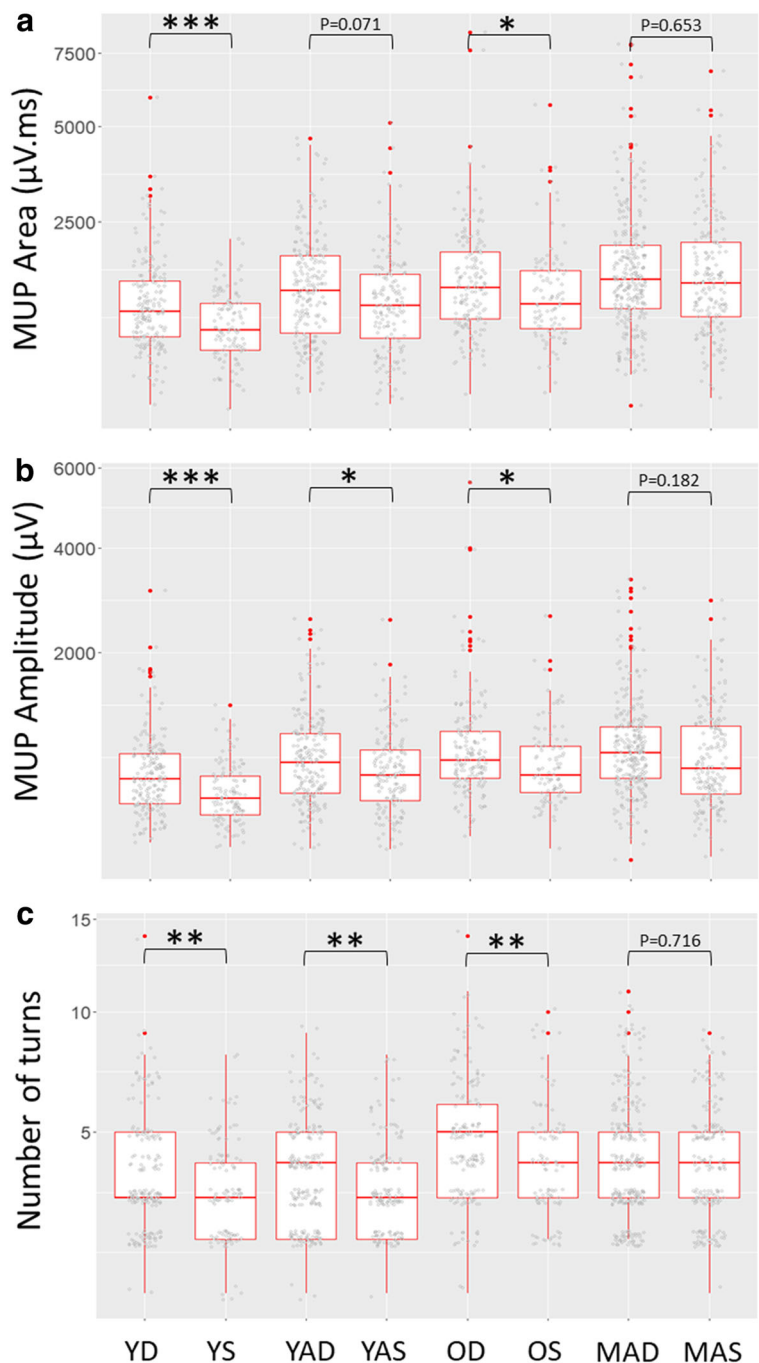 a
*** P=0.071 * P=0.653
7500
5000
2500
MUP Area (μV.ms)
b
*** * * P=0.182
6000
4000
2000
MUP Amplitude (μV)
c
** ** ** P=0.716
15
10
5
Number of turns
YD YS YAD YAS OD OS MAD MAS